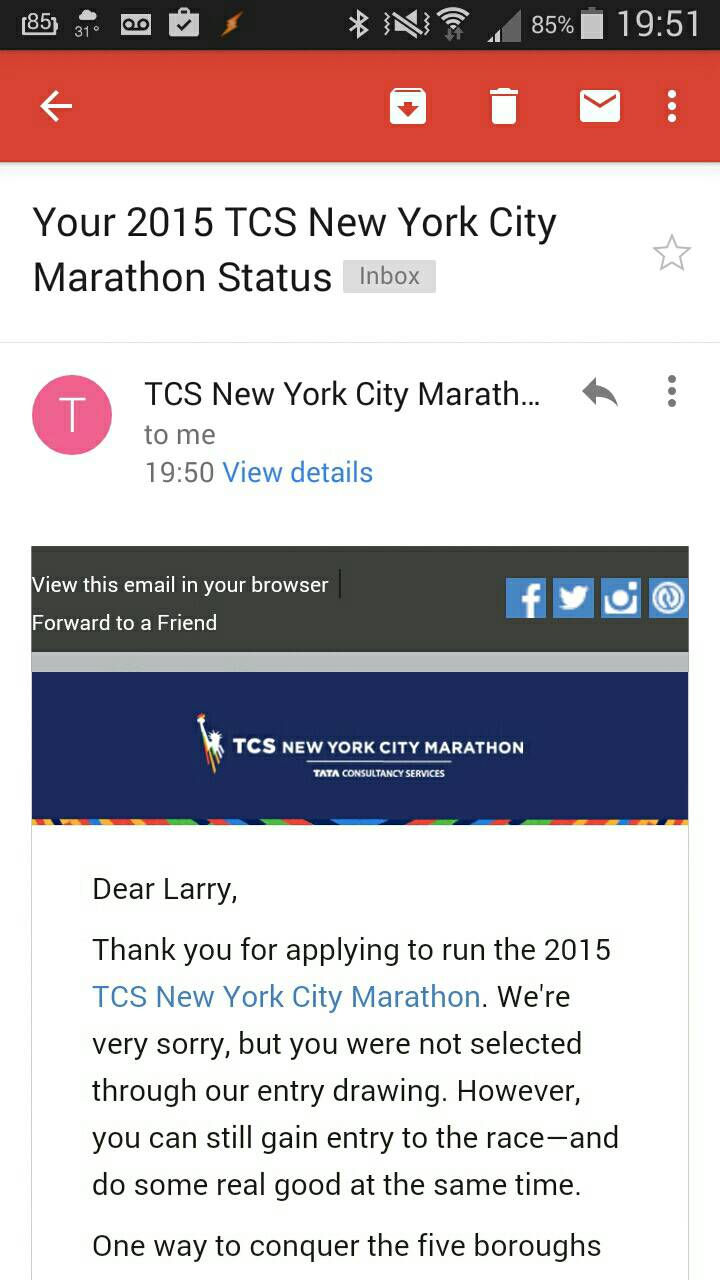 85 31° 85% 19:51
Your 2015 TCS New York City
Marathon Status Inbox
T TCS New York City Marath...
to me
19:50 View details
View this email in your browser
Forward to a Friend
TCS NEW YORK CITY MARATHON
TATA CONSULTANCY SERVICES
Dear Larry,
Thank you for applying to run the 2015
TCS New York City Marathon. We're
very sorry, but you were not selected
through our entry drawing. However,
you can still gain entry to the race—and
do some real good at the same time.
One way to conquer the five boroughs